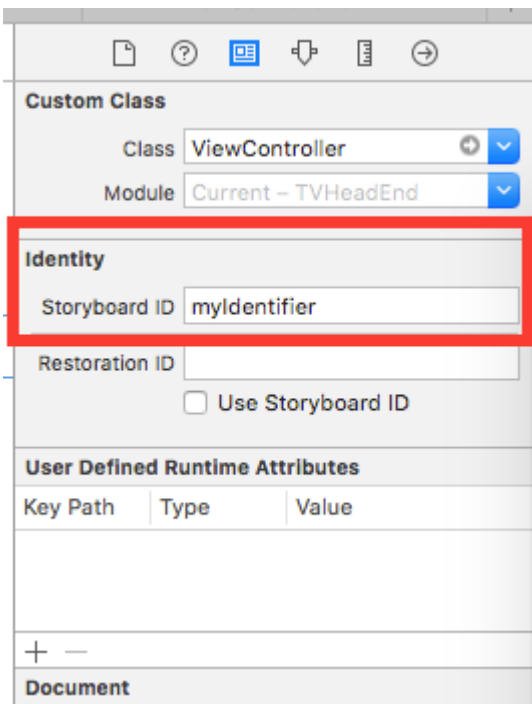 Custom Class
Class ViewController
Module Current – TVHeadEnd
Identity
Storyboard ID myIdentifier
Restoration ID
Use Storyboard ID
User Defined Runtime Attributes
Key Path Type Value
Document